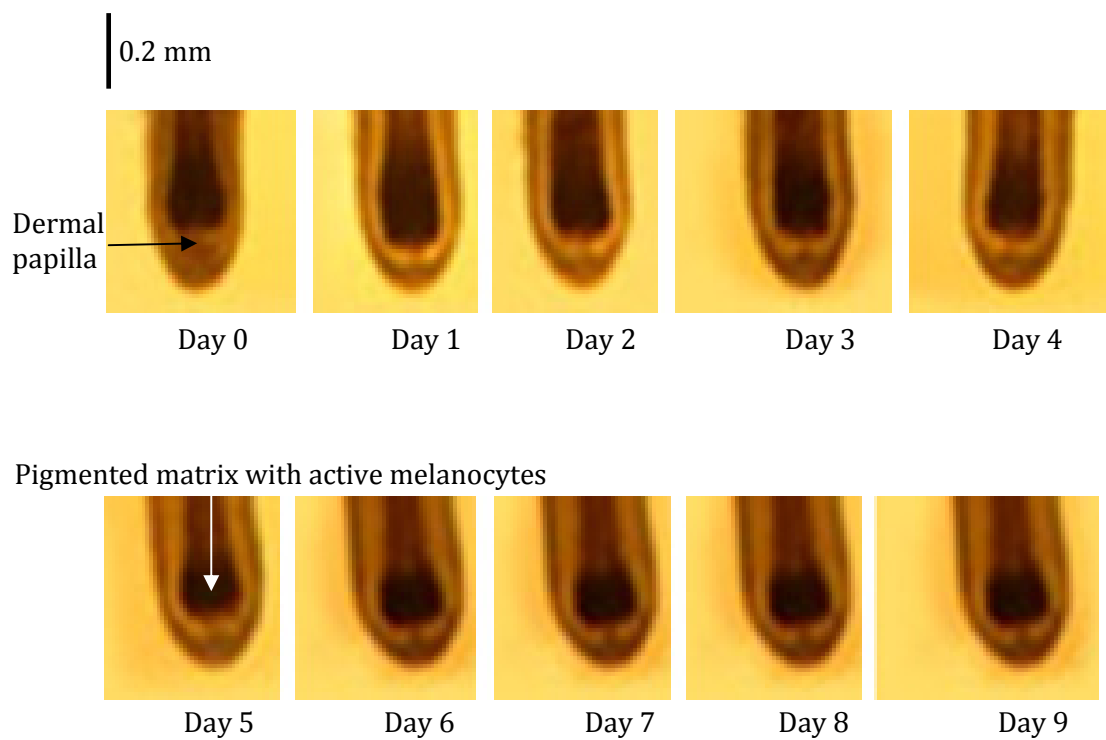 0.2 mm
Dermal
papilla
Day 0
Day 1
Day 2
Day 3
Day 4
Pigmented matrix with active melanocytes
Day 5
Day 6
Day 7
Day 8
Day 9